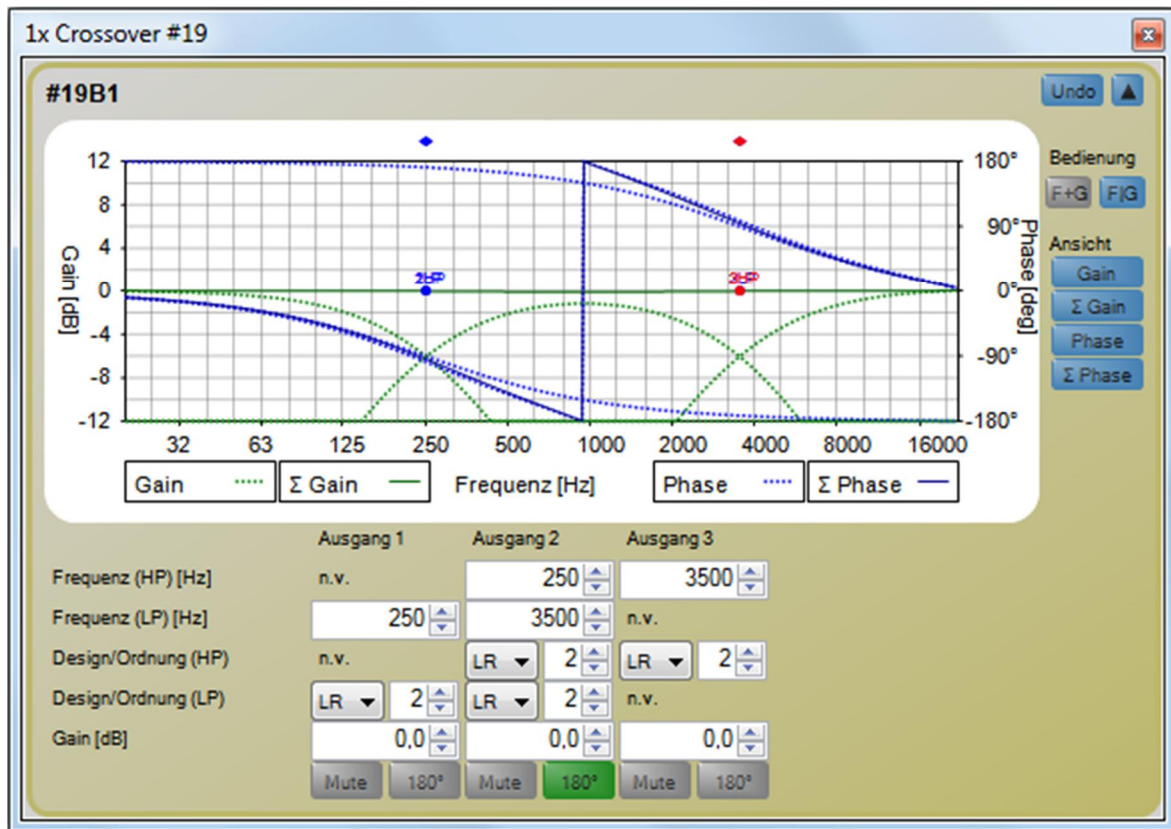 1x Crossover #19
#19B1
Undo
Bedienung
F+G F|G
Ansicht
Gain
Σ Gain
Phase
Σ Phase
12 180°
8
90°
4
0 0°
-4
-90°
-8
-12 -180°
Gain [dB]
Phase [deg]
32 63 125 250 500 1000 2000 4000 8000 16000
Gain Σ Gain Frequenz [Hz] Phase Σ Phase
Ausgang 1 Ausgang 2 Ausgang 3
Frequenz (HP) [Hz] n.v. 250 3500
Frequenz (LP) [Hz] 250 3500 n.v.
Design/Ordnung (HP) n.v. LR 2 LR 2
Design/Ordnung (LP) LR 2 LR 2 n.v.
Gain [dB] 0,0 0,0 0,0
Mute 180° Mute 180° Mute 180°